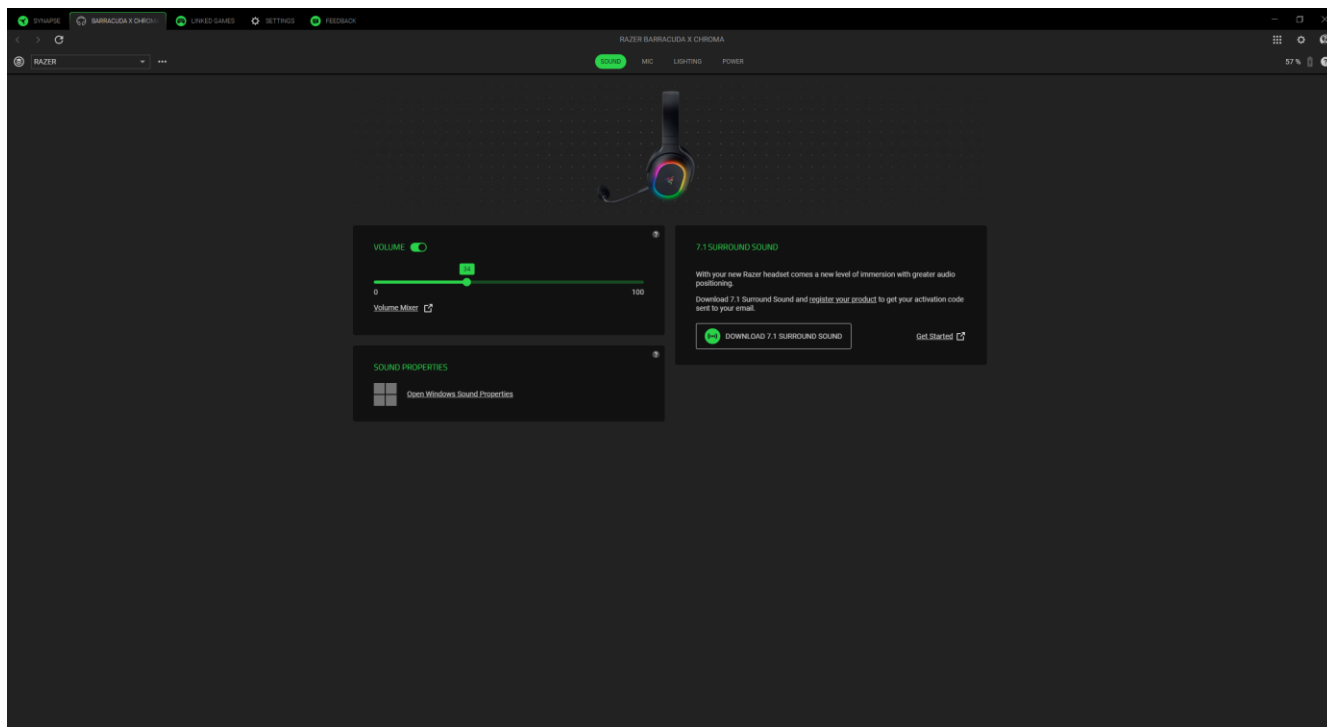 SYNAPSE BARRACUDA X CHROMA LINKED GAMES SETTINGS FEEDBACK
RAZER BARRACUDA X CHROMA
RAZER SOUND MIC LIGHTING POWER 57 %
VOLUME
34
0 100
Volume Mixer
SOUND PROPERTIES
Open Windows Sound Properties
7.1 SURROUND SOUND
With your new Razer headset comes a new level of immersion with greater audio
positioning.
Download 7.1 Surround Sound and register your product to get your activation code
sent to your email.
DOWNLOAD 7.1 SURROUND SOUND Get Started